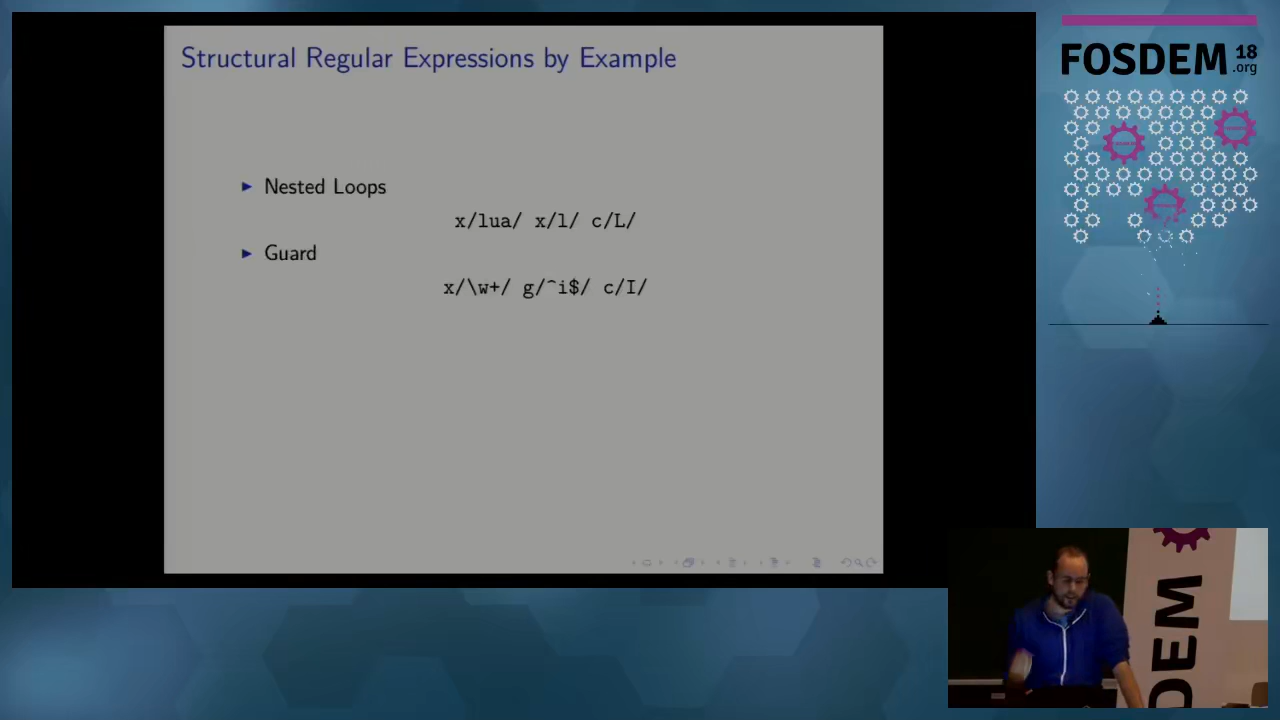 Structural Regular Expressions by Example
Nested Loops
x/lua/ x/l/ c/L/
Guard
x/\w+/ g/^i$/ c/I/
FOSDEM 18
.org
DEM